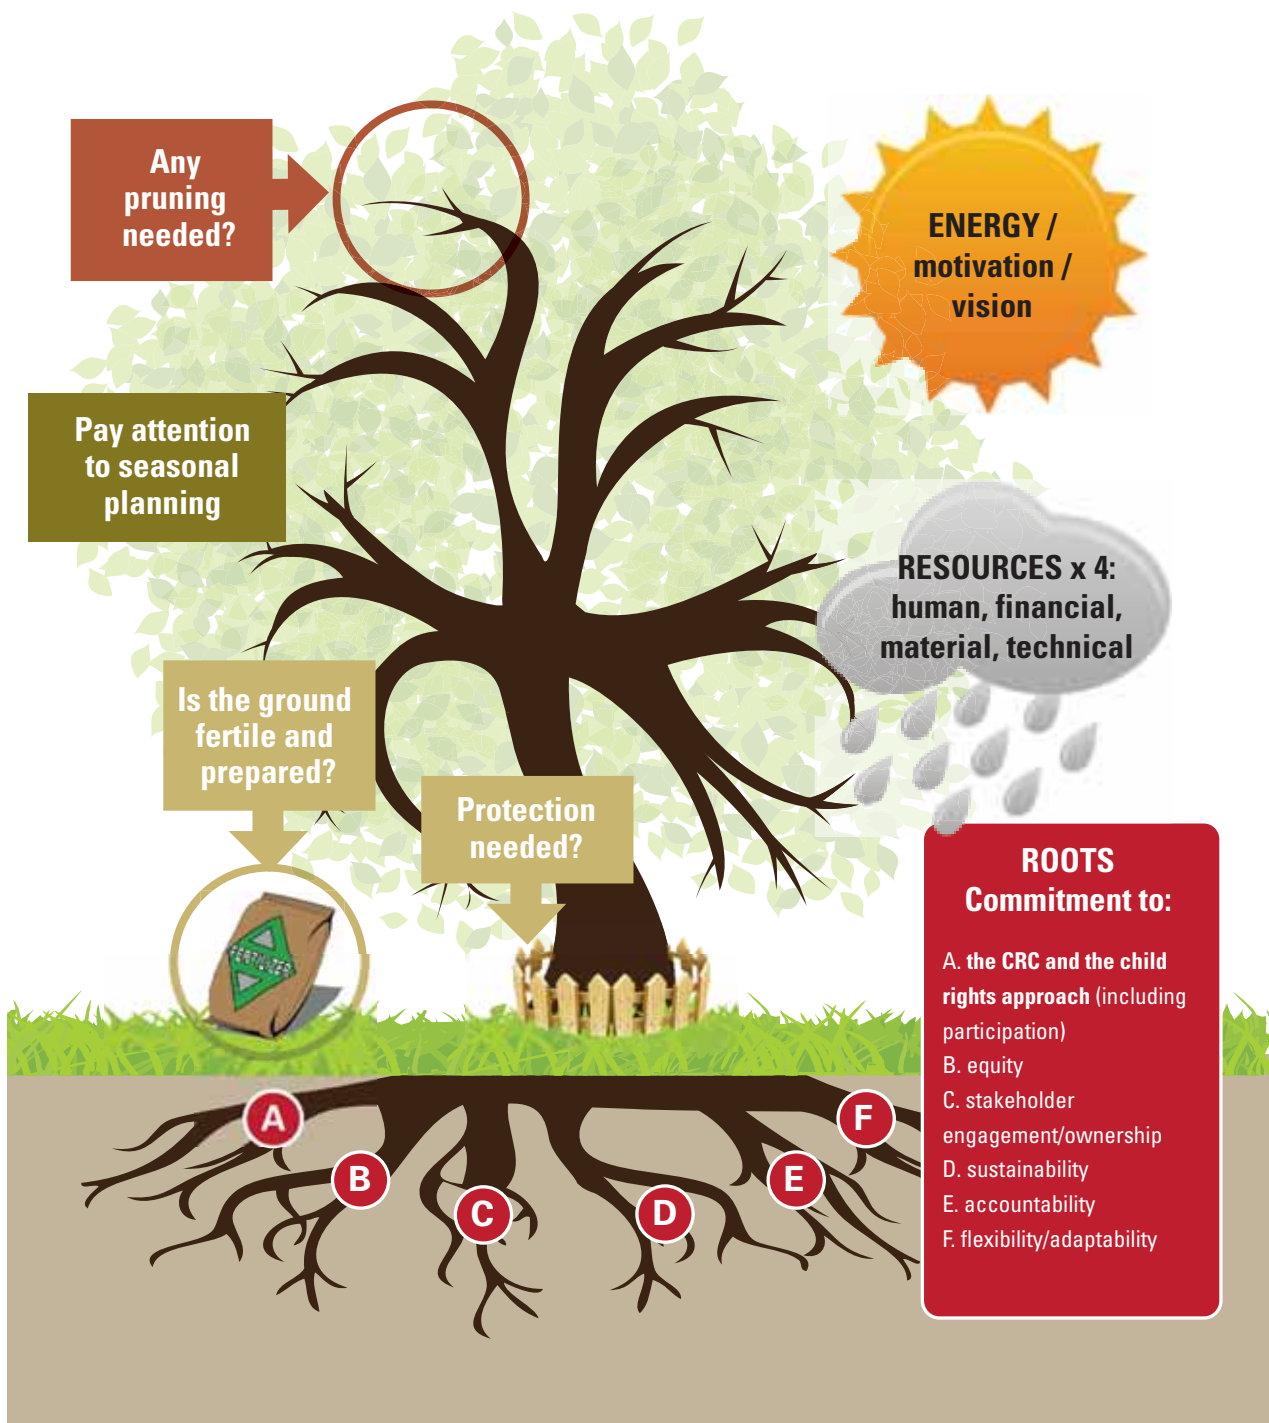 Any
pruning
needed?
ENERGY /
motivation /
vision
Pay attention
to seasonal
planning
RESOURCES x 4:
human, financial,
material, technical
Is the ground
fertile and
prepared?
Protection
needed?
FERTILIZER
ROOTS
Commitment to:
A. the CRC and the child
rights approach (including
participation)
B. equity
C. stakeholder
engagement/ownership
D. sustainability
E. accountability
F. flexibility/adaptability
A
B
C
D
E
F